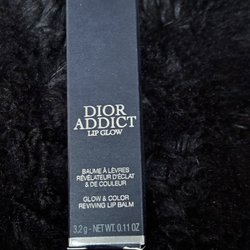 DIOR
ADDICT
LIP GLOW
BAUME À LÈVRES
RÉVÉLATEUR D'ÉCLAT
& DE COULEUR
GLOW & COLOR
REVIVING LIP BALM
3,2 g - NET WT. 0.11 OZ